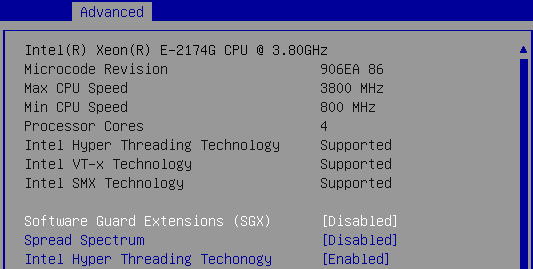 Advanced
Intel(R) Xeon(R) E-2174G CPU @ 3.80GHz
Microcode Revision 906EA 86
Max CPU Speed 3800 MHz
Min CPU Speed 800 MHz
Processor Cores 4
Intel Hyper Threading Technology Supported
Intel VT-x Technology Supported
Intel SMX Technology Supported
Software Guard Extensions (SGX) [Disabled]
Spread Spectrum [Disabled]
Intel Hyper Threading Techonogy [Enabled]